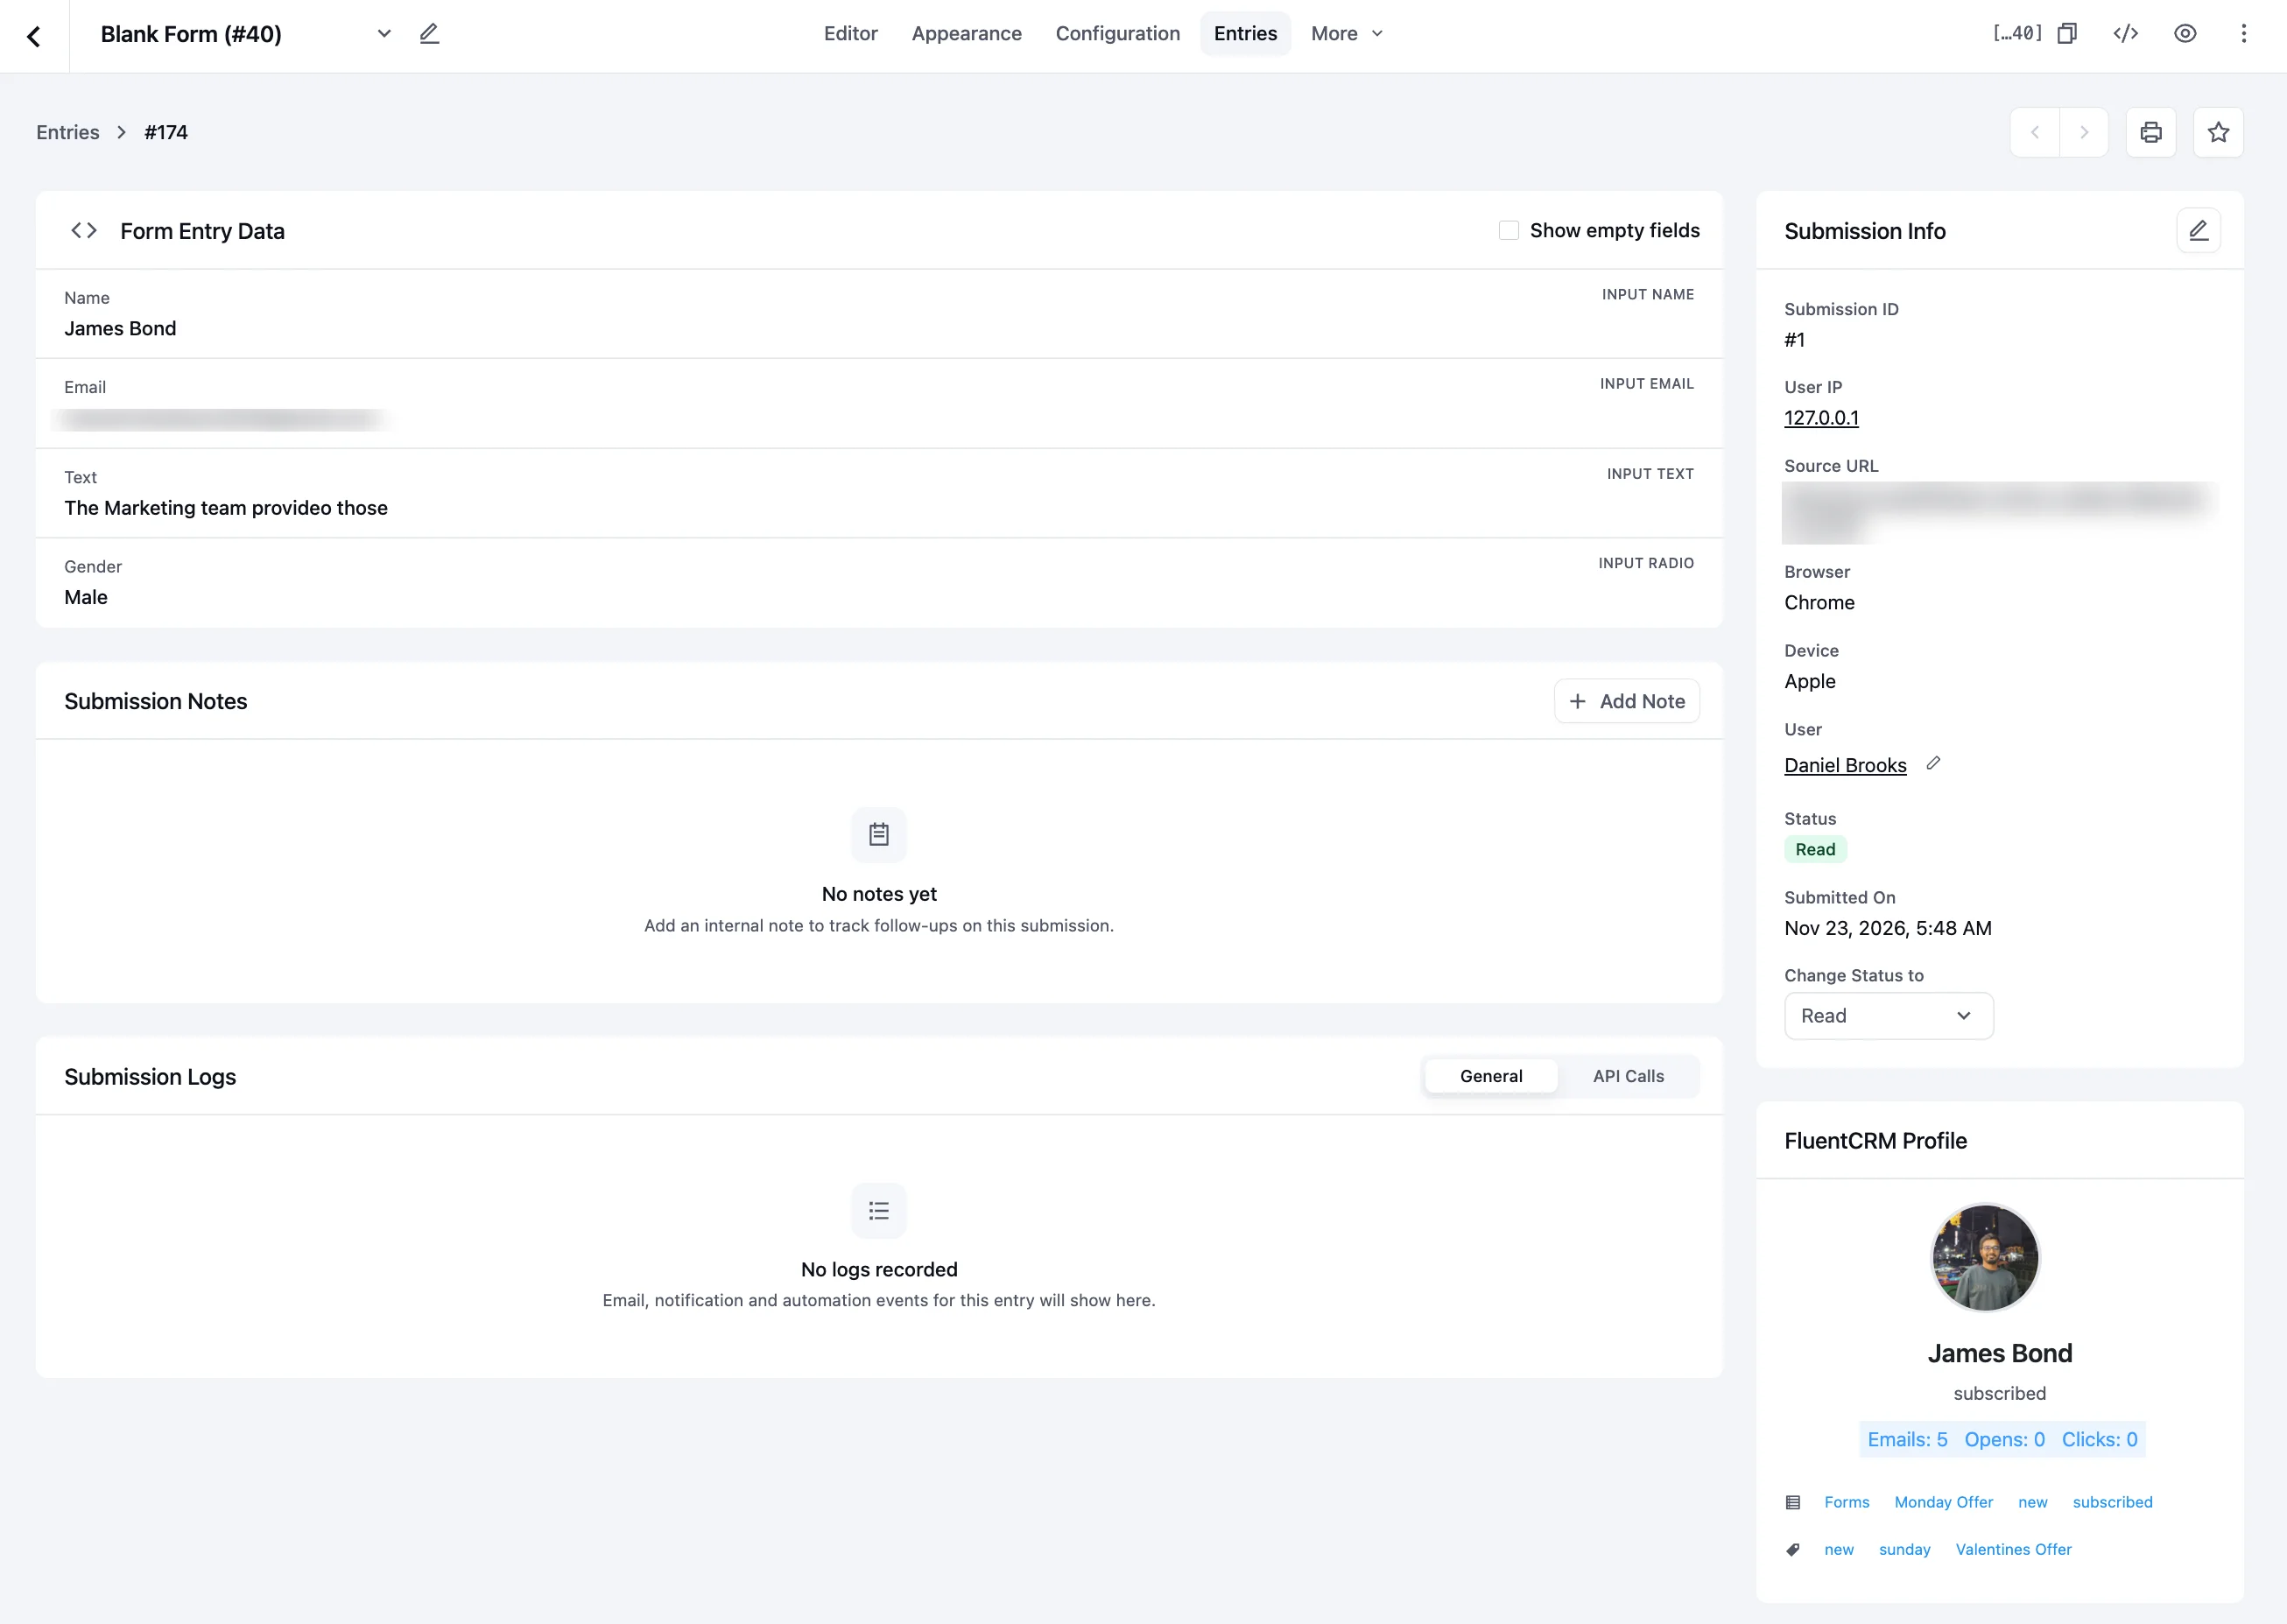 Blank Form (#40)
Editor
Appearance
Configuration
Entries
More
[…40]
Entries
#174
Form Entry Data
Show empty fields
Name
INPUT NAME
James Bond
Email
INPUT EMAIL
Text
INPUT TEXT
The Marketing team provideo those
Gender
INPUT RADIO
Male
Submission Notes
Add Note
No notes yet
Add an internal note to track follow-ups on this submission.
Submission Logs
General
API Calls
No logs recorded
Email, notification and automation events for this entry will show here.
Submission Info
Submission ID
#1
User IP
127.0.0.1
Source URL
Browser
Chrome
Device
Apple
User
Daniel Brooks
Status
Read
Submitted On
Nov 23, 2026, 5:48 AM
Change Status to
Read
FluentCRM Profile
James Bond
subscribed
Emails: 5 Opens: 0 Clicks: 0
Forms Monday Offer new subscribed
new sunday Valentines Offer